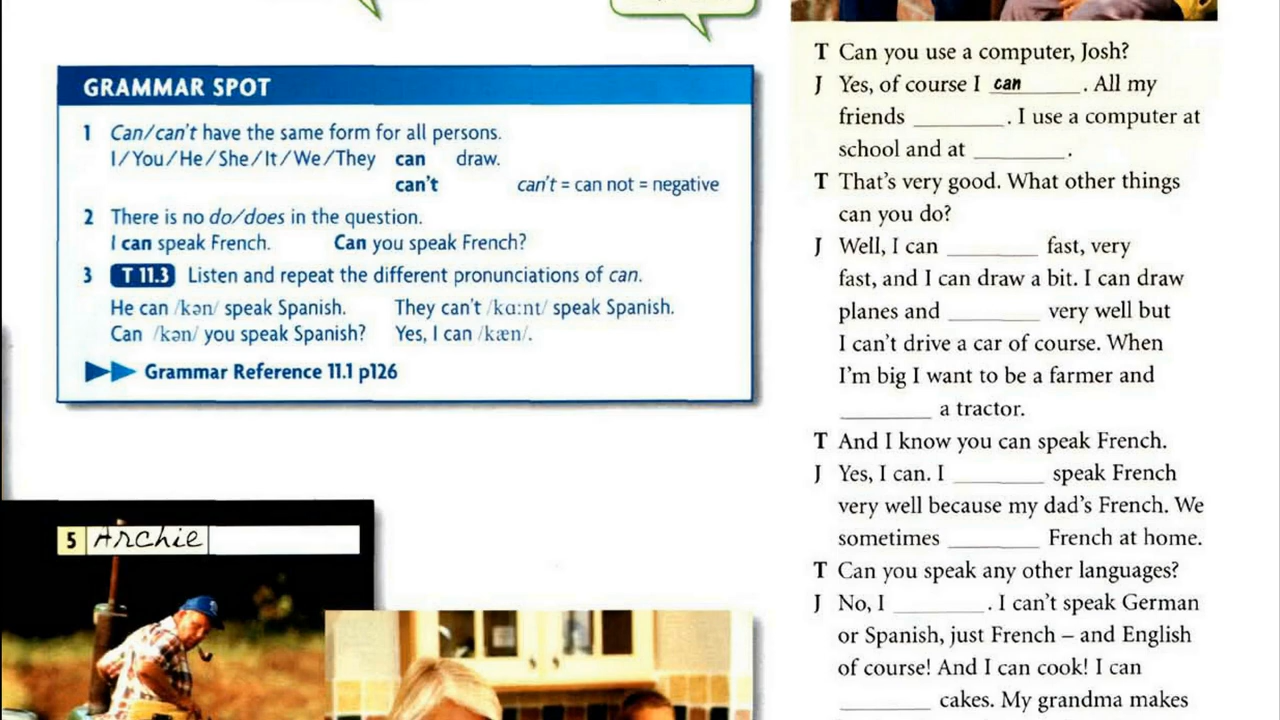 GRAMMAR SPOT
1 Can/can't have the same form for all persons.
I/You/He/She/It/We/They can draw.
can't can't = can not = negative
2 There is no do/does in the question.
I can speak French. Can you speak French?
3 T 11.3 Listen and repeat the different pronunciations of can.
He can /kən/ speak Spanish. They can't /kɑːnt/ speak Spanish.
Can /kən/ you speak Spanish? Yes, I can /kæn/.
Grammar Reference 11.1 p126
5 Archie
T Can you use a computer, Josh?
J Yes, of course I can________. All my
friends ________. I use a computer at
school and at ________.
T That's very good. What other things
can you do?
J Well, I can ________ fast, very
fast, and I can draw a bit. I can draw
planes and ________ very well but
I can't drive a car of course. When
I'm big I want to be a farmer and
________ a tractor.
T And I know you can speak French.
J Yes, I can. I ________ speak French
very well because my dad's French. We
sometimes ________ French at home.
T Can you speak any other languages?
J No, I ________. I can't speak German
or Spanish, just French – and English
of course! And I can cook! I can
________ cakes. My grandma makes